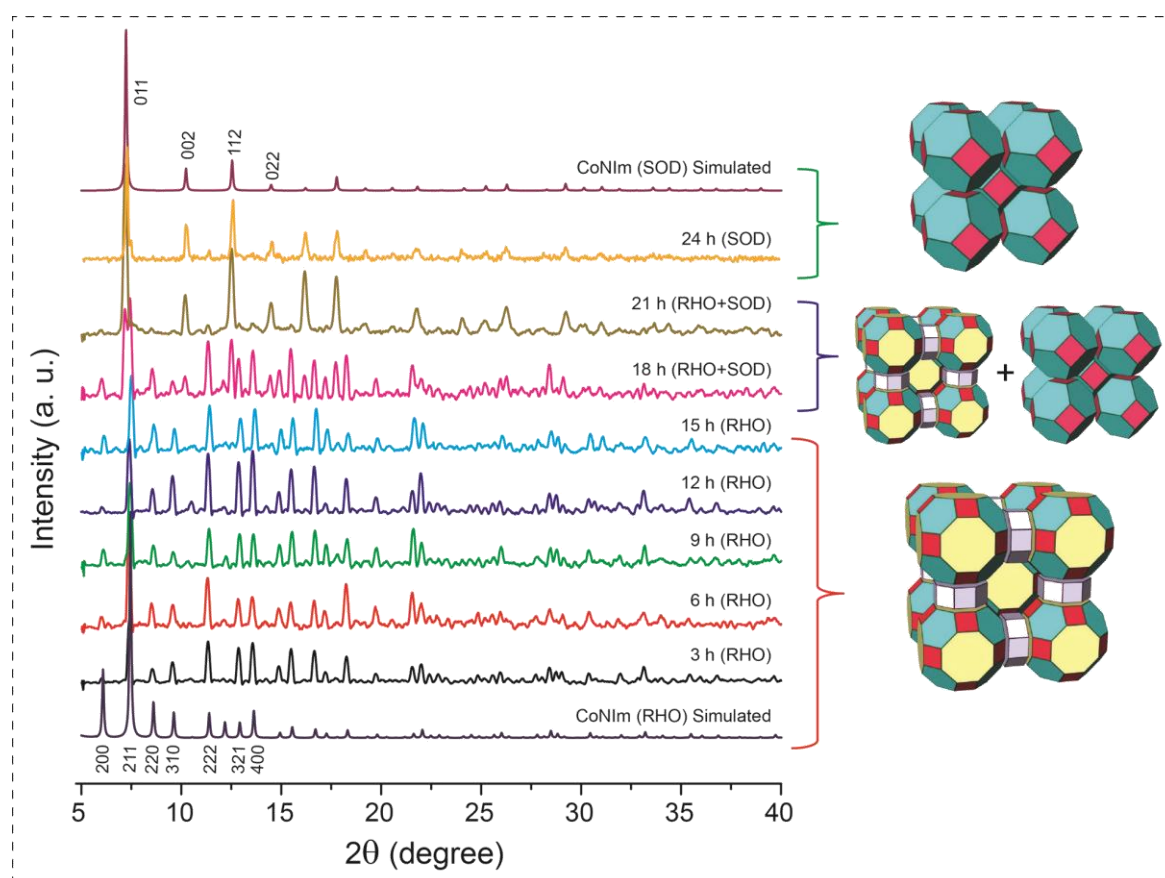 011
002
112
022
CoNIm (SOD) Simulated
24 h (SOD)
21 h (RHO+SOD)
18 h (RHO+SOD)
+
15 h (RHO)
12 h (RHO)
9 h (RHO)
6 h (RHO)
3 h (RHO)
CoNIm (RHO) Simulated
200 211 220 310 222 321 400
5 10 15 20 25 30 35 40
2θ (degree)
Intensity (a. u.)